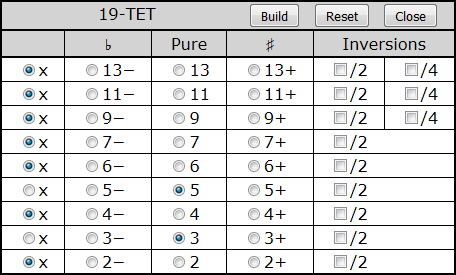 19-TET Build Reset Close
♭ Pure ♯ Inversions
x 13− 13 13+ /2 /4
x 11− 11 11+ /2 /4
x 9− 9 9+ /2 /4
x 7− 7 7+ /2
x 6− 6 6+ /2
x 5− 5 5+ /2
x 4− 4 4+ /2
x 3− 3 3+ /2
x 2− 2 2+ /2